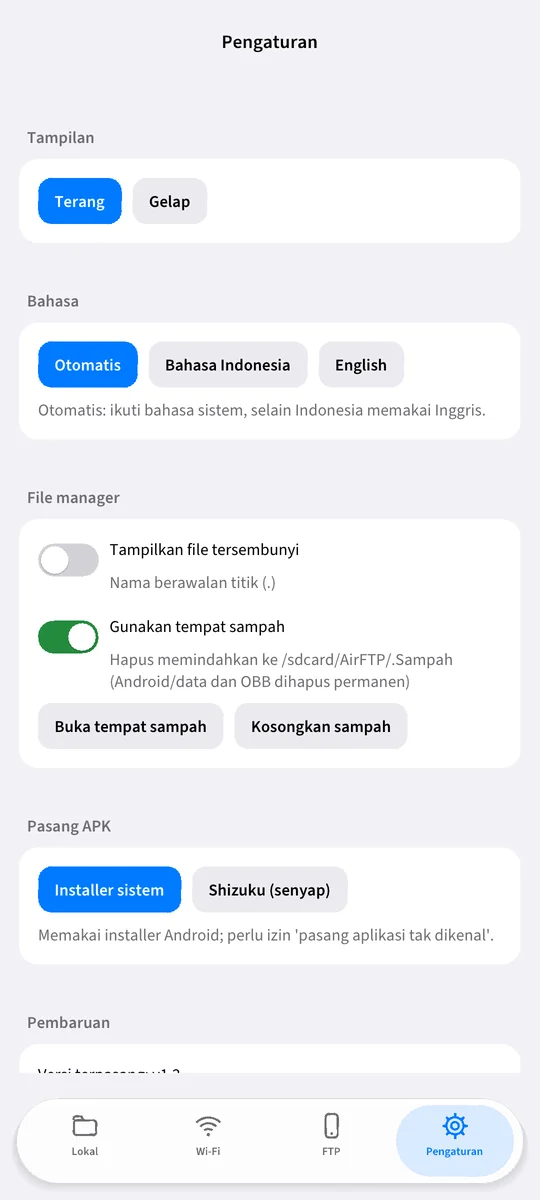 Pengaturan
Tampilan
Terang
Gelap
Bahasa
Otomatis
Bahasa Indonesia
English
Otomatis: ikuti bahasa sistem, selain Indonesia memakai Inggris.
File manager
Tampilkan file tersembunyi
Nama berawalan titik (.)
Gunakan tempat sampah
Hapus memindahkan ke /sdcard/AirFTP/.Sampah
(Android/data dan OBB dihapus permanen)
Buka tempat sampah
Kosongkan sampah
Pasang APK
Installer sistem
Shizuku (senyap)
Memakai installer Android; perlu izin 'pasang aplikasi tak dikenal'.
Pembaruan
Lokal
Wi-Fi
FTP
Pengaturan